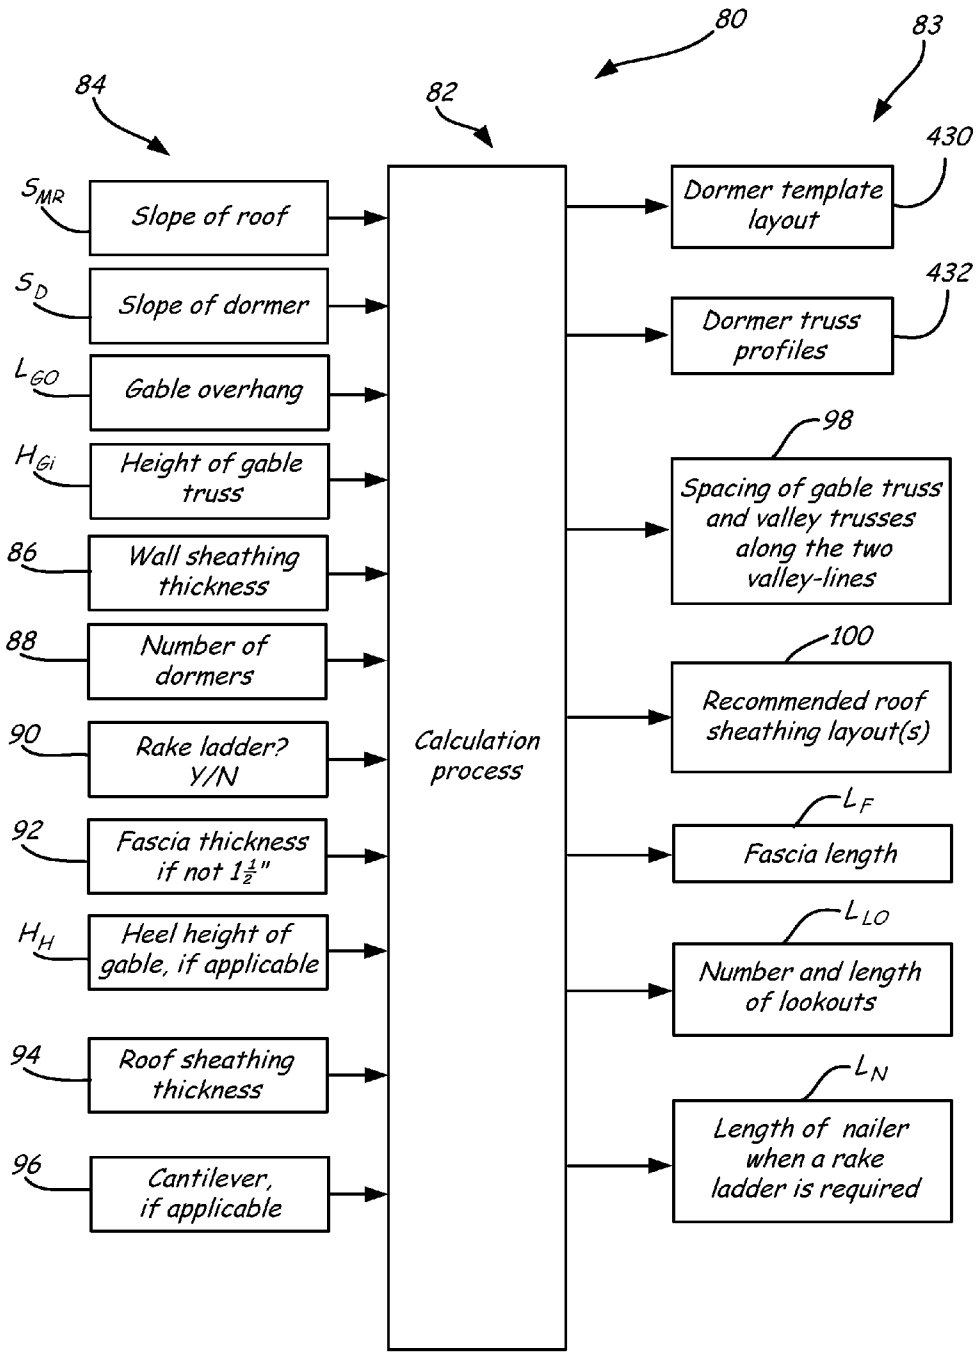 80
83
84
82
430
S_MR
Slope of roof
Dormer template
layout
S_D
Slope of dormer
432
Dormer truss
profiles
L_GO
Gable overhang
H_Gi
Height of gable
truss
98
Spacing of gable truss
and valley trusses
along the two
valley-lines
86
Wall sheathing
thickness
88
Number of
dormers
100
Recommended roof
sheathing layout(s)
90
Rake ladder?
Y/N
Calculation
process
92
Fascia thickness
if not 1½"
L_F
Fascia length
H_H
Heel height of
gable, if applicable
L_LO
Number and length
of lookouts
94
Roof sheathing
thickness
L_N
Length of nailer
when a rake
ladder is required
96
Cantilever,
if applicable